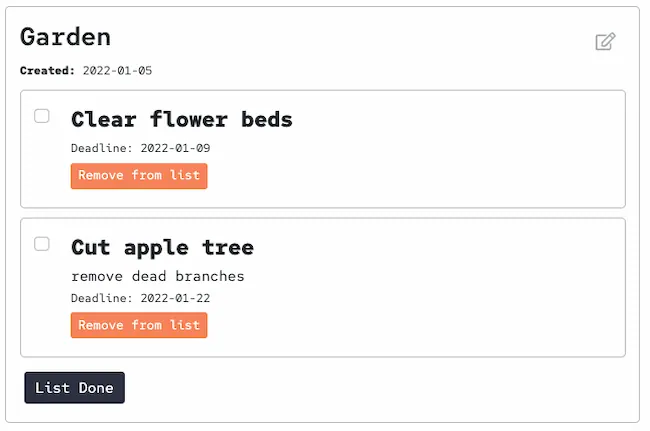 Garden
Created: 2022-01-05
Clear flower beds
Deadline: 2022-01-09
Remove from list
Cut apple tree
remove dead branches
Deadline: 2022-01-22
Remove from list
List Done